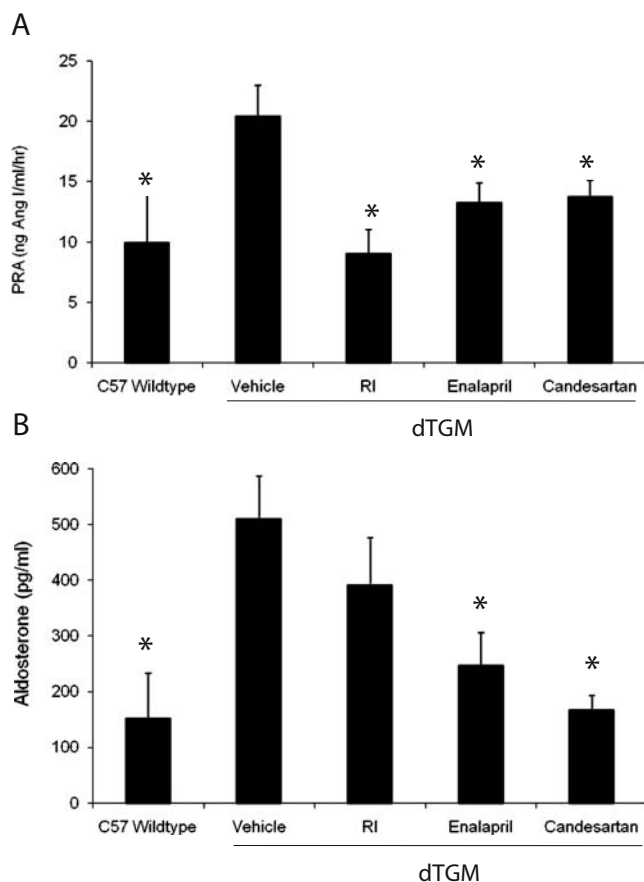 A
25
20
15
10
5
0
PRA (ng Ang I/ml/hr)
*
*
*
*
C57 Wildtype
Vehicle
RI
Enalapril
Candesartan
dTGM
B
600
500
400
300
200
100
0
Aldosterone (pg/ml)
*
*
*
C57 Wildtype
Vehicle
RI
Enalapril
Candesartan
dTGM